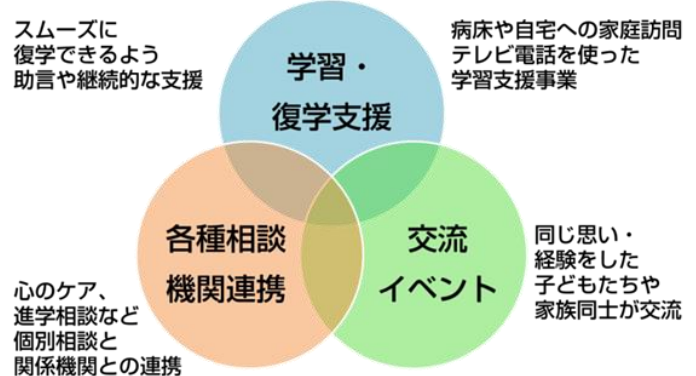 スムーズに
復学できるよう
助言や継続的な支援
学習・
復学支援
病床や自宅への家庭訪問
テレビ電話を使った
学習支援事業
各種相談
機関連携
交流
イベント
心のケア、
進学相談など
個別相談と
関係機関との連携
同じ思い・
経験をした
子どもたちや
家族同士が交流